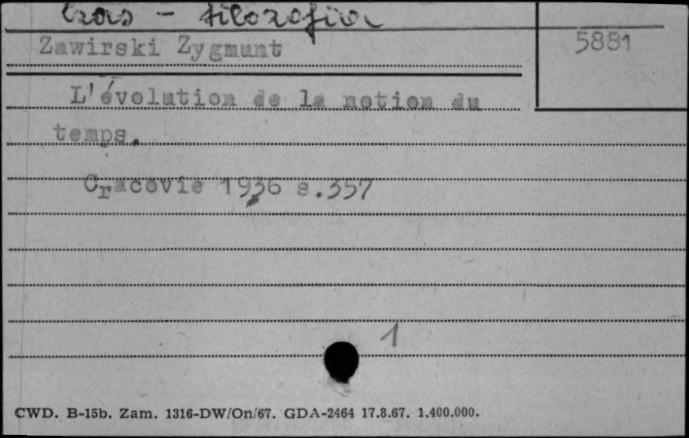 Czas - filozofia
Zawirski Zygmunt
5881
L'évolution de la notion du
temps.
Cracovie 1936 s.357
1
CWD. B-15b. Zam. 1316-DW/On/67. GDA-2464 17.8.67. 1.400.000.